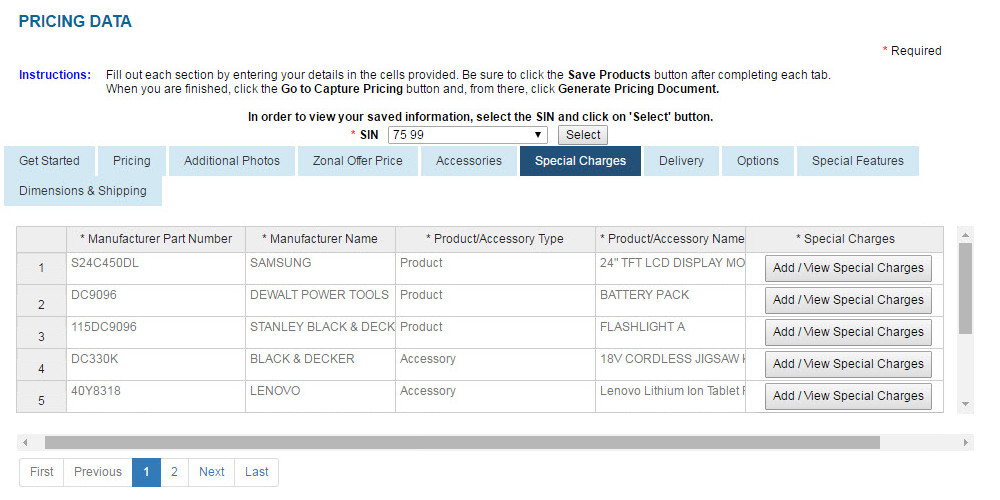 PRICING DATA
* Required
Instructions: Fill out each section by entering your details in the cells provided. Be sure to click the Save Products button after completing each tab.
When you are finished, click the Go to Capture Pricing button and, from there, click Generate Pricing Document.
In order to view your saved information, select the SIN and click on 'Select' button.
* SIN 75 99 Select
Get Started Pricing Additional Photos Zonal Offer Price Accessories Special Charges Delivery Options Special Features
Dimensions & Shipping
* Manufacturer Part Number * Manufacturer Name * Product/Accessory Type * Product/Accessory Name * Special Charges
1 S24C450DL SAMSUNG Product 24" TFT LCD DISPLAY MO Add / View Special Charges
2 DC9096 DEWALT POWER TOOLS Product BATTERY PACK Add / View Special Charges
3 115DC9096 STANLEY BLACK & DECK Product FLASHLIGHT A Add / View Special Charges
4 DC330K BLACK & DECKER Accessory 18V CORDLESS JIGSAW Add / View Special Charges
5 40Y8318 LENOVO Accessory Lenovo Lithium Ion Tablet Add / View Special Charges
First Previous 1 2 Next Last